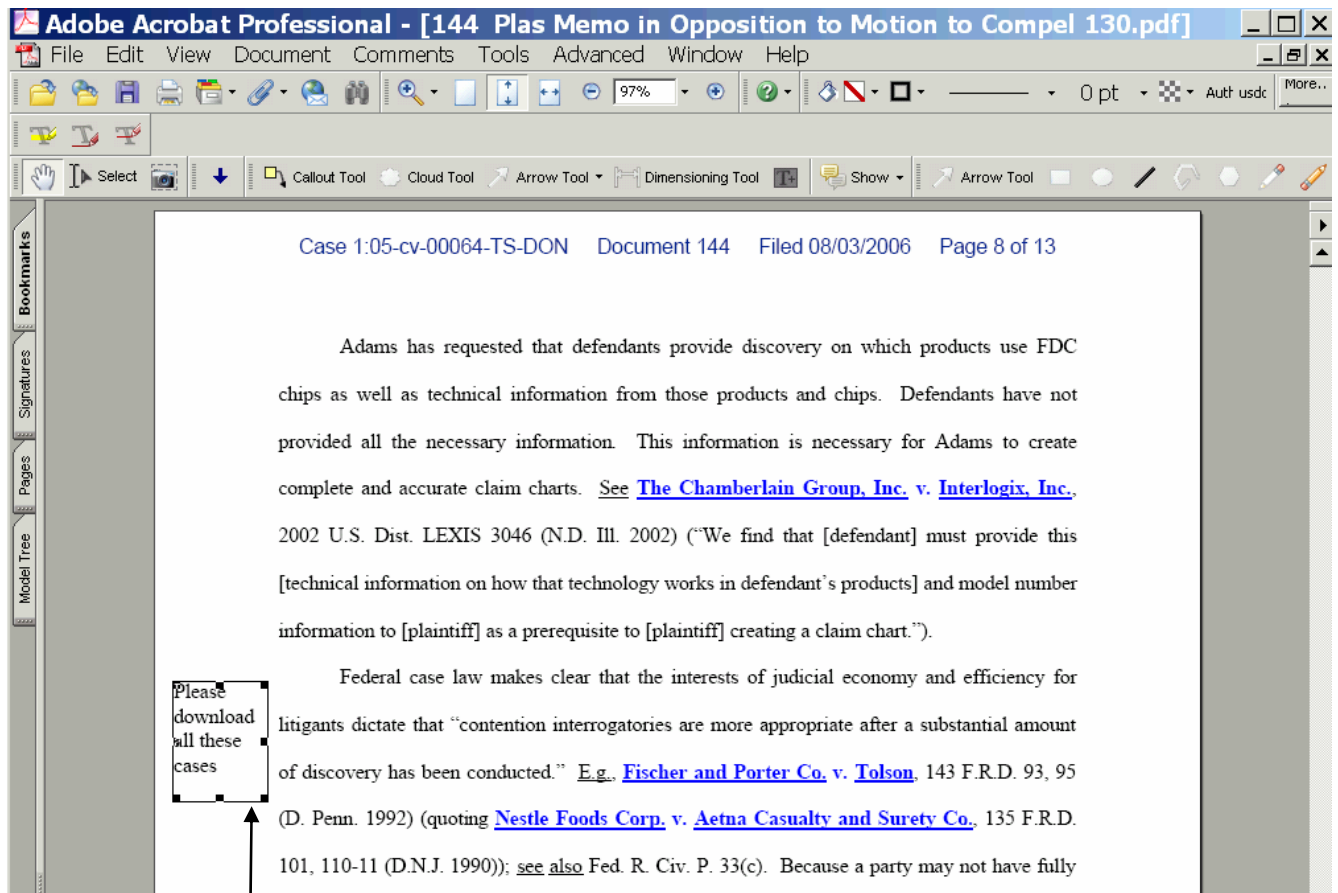 Adobe Acrobat Professional - [144 Plas Memo in Opposition to Motion to Compel 130.pdf]
File Edit View Document Comments Tools Advanced Window Help
97% 0 pt Auth usdc More..
Select Callout Tool Cloud Tool Arrow Tool Dimensioning Tool Show Arrow Tool
Bookmarks
Signatures
Pages
Model Tree
Case 1:05-cv-00064-TS-DON Document 144 Filed 08/03/2006 Page 8 of 13
Adams has requested that defendants provide discovery on which products use FDC
chips as well as technical information from those products and chips. Defendants have not
provided all the necessary information. This information is necessary for Adams to create
complete and accurate claim charts. See The Chamberlain Group, Inc. v. Interlogix, Inc.,
2002 U.S. Dist. LEXIS 3046 (N.D. Ill. 2002) (“We find that [defendant] must provide this
[technical information on how that technology works in defendant’s products] and model number
information to [plaintiff] as a prerequisite to [plaintiff] creating a claim chart.”).
Federal case law makes clear that the interests of judicial economy and efficiency for
litigants dictate that “contention interrogatories are more appropriate after a substantial amount
of discovery has been conducted.” E.g., Fischer and Porter Co. v. Tolson, 143 F.R.D. 93, 95
(D. Penn. 1992) (quoting Nestle Foods Corp. v. Aetna Casualty and Surety Co., 135 F.R.D.
101, 110-11 (D.N.J. 1990)); see also Fed. R. Civ. P. 33(c). Because a party may not have fully
Please
download
all these
cases